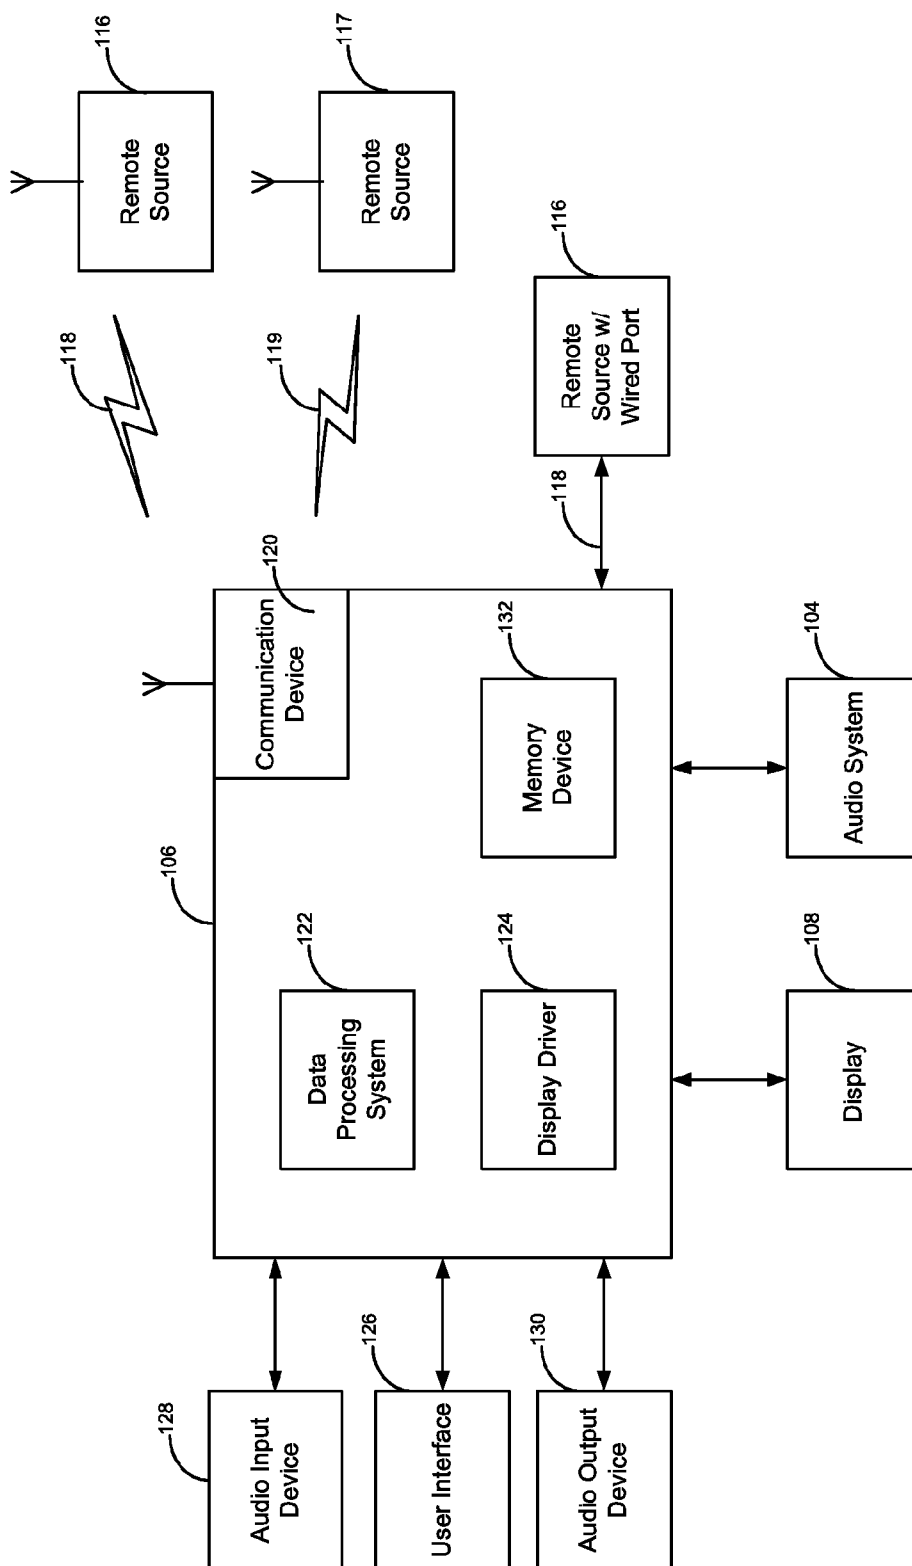 128
Audio Input
Device
106
Communication
Device
120
118
116
Remote
Source
126
User Interface
122
Data
Processing
System
119
117
Remote
Source
130
Audio Output
Device
124
Display Driver
132
Memory
Device
118
116
Remote
Source w/
Wired Port
108
Display
104
Audio System